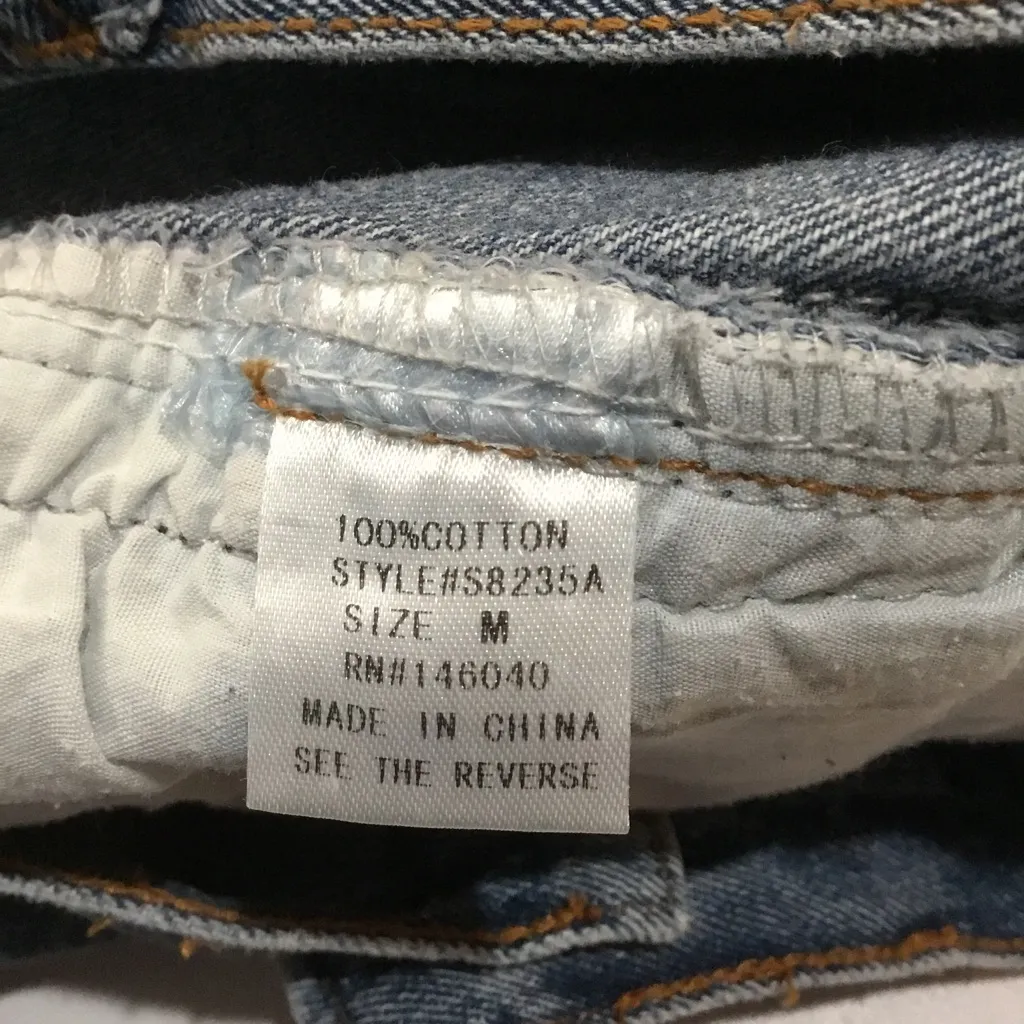 100%COTTON
STYLE#S8235A
SIZE M
RN#146040
MADE IN CHINA
SEE THE REVERSE